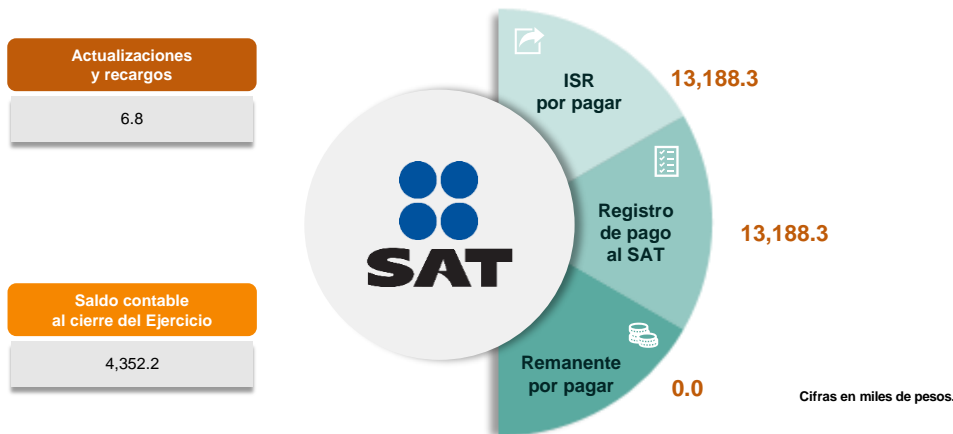 Actualizaciones
y recargos
6.8
Saldo contable
al cierre del Ejercicio
4,352.2
SAT
ISR
por pagar
13,188.3
Registro
de pago
al SAT
13,188.3
Remanente
por pagar
0.0
Cifras en miles de pesos.